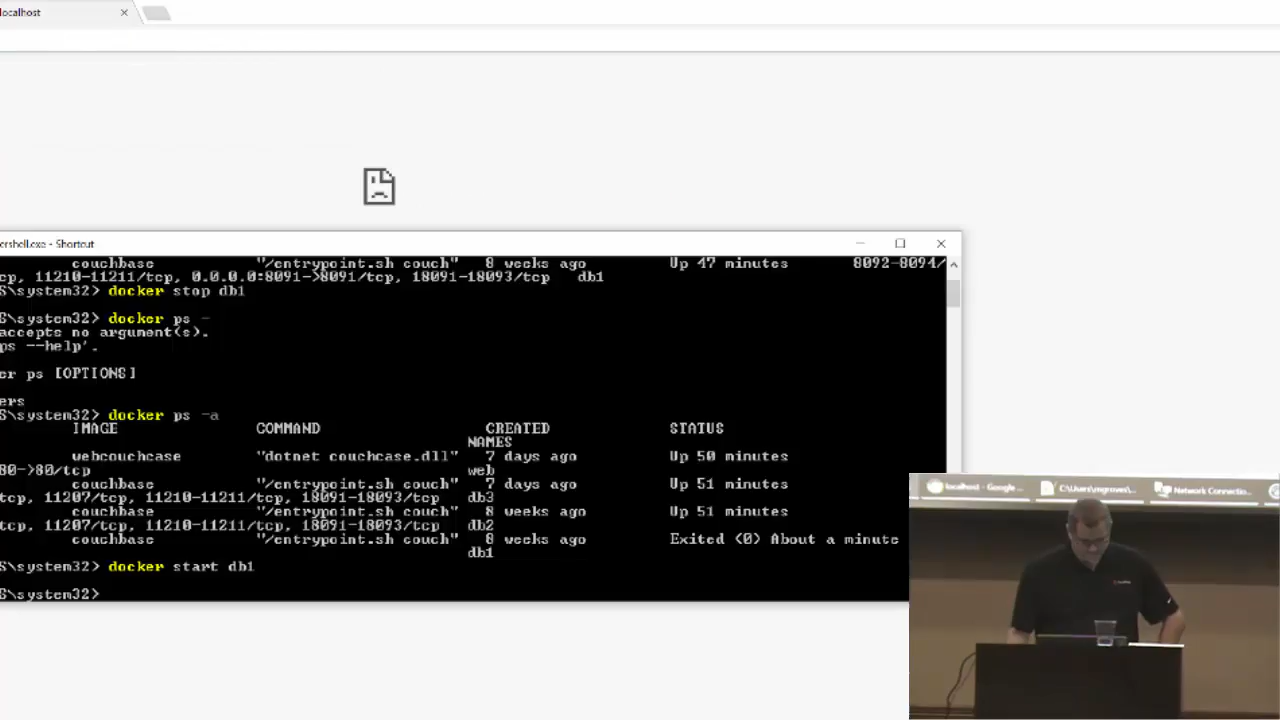 localhost
ershell.exe - Shortcut
couchbase "/entrypoint.sh couch" 8 weeks ago Up 47 minutes 8092-8094/
cp, 11210-11211/tcp, 0.0.0.0:8091->8091/tcp, 18091-18093/tcp db1
S\system32> docker stop db1
S\system32> docker ps -
accepts no argument(s).
ps --help'.
er ps [OPTIONS]
ers
S\system32> docker ps -a
IMAGE COMMAND CREATED STATUS
NAMES
webcouchcase "dotnet couchcase.dll" 7 days ago Up 50 minutes
80->80/tcp web
couchbase "/entrypoint.sh couch" 7 days ago Up 51 minutes
tcp, 11207/tcp, 11210-11211/tcp, 18091-18093/tcp db3
couchbase "/entrypoint.sh couch" 8 weeks ago Up 51 minutes
tcp, 11207/tcp, 11210-11211/tcp, 18091-18093/tcp db2
couchbase "/entrypoint.sh couch" 8 weeks ago Exited (0) About a minute
db1
S\system32> docker start db1
S\system32>
localhost - Google ... C:\Users\mgroves\... Network Connectio...